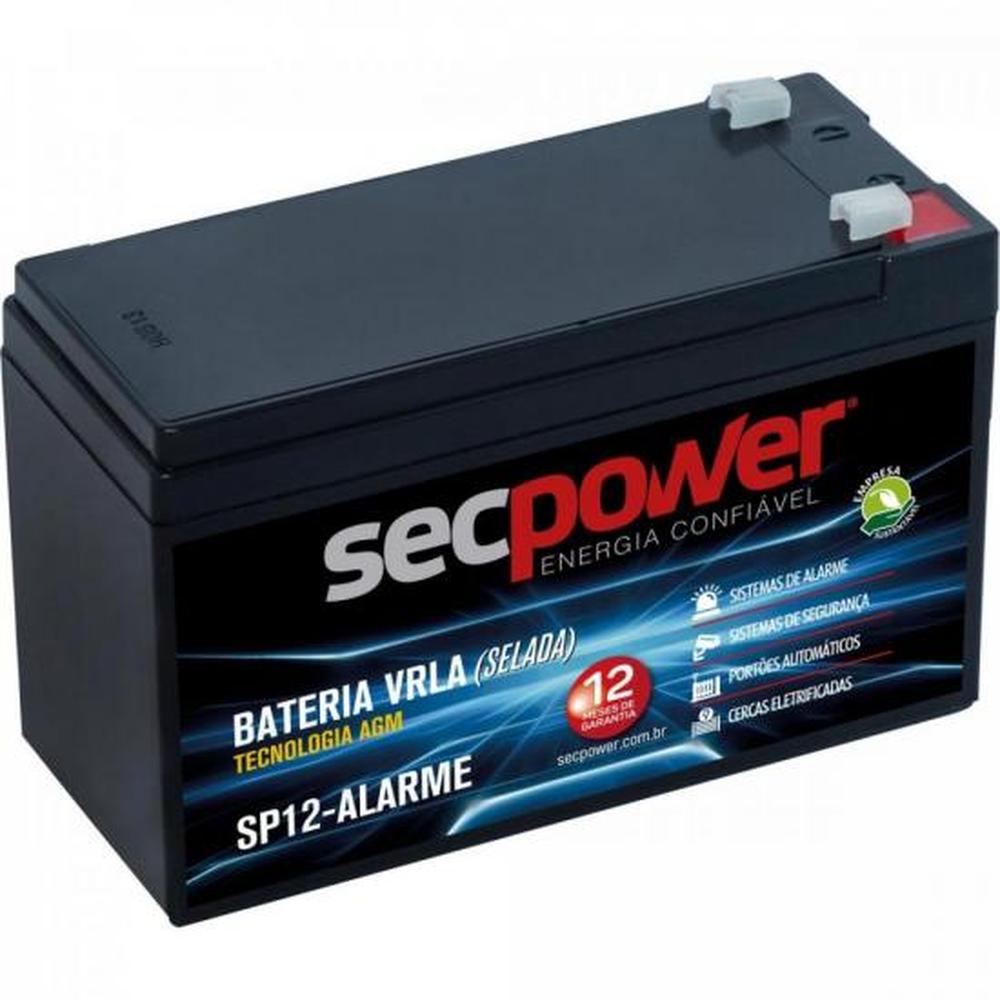 secpower®
ENERGIA CONFIÁVEL
EMPRESA
SUSTENTÁVEL
SISTEMAS DE ALARME
SISTEMAS DE SEGURANÇA
PORTÕES AUTOMÁTICOS
CERCAS ELETRIFICADAS
BATERIA VRLA (SELADA)
TECNOLOGIA AGM
12
MESES DE
GARANTIA
secpower.com.br
SP12-ALARME